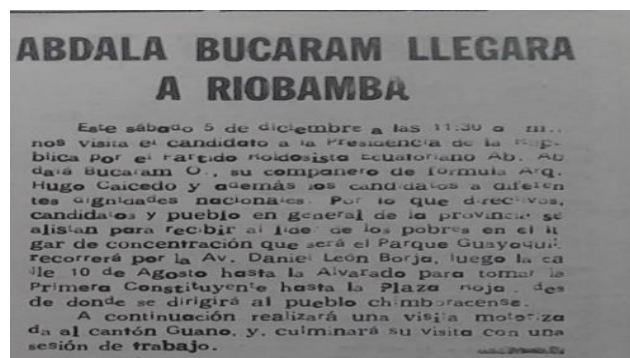 ABDALA BUCARAM LLEGARA
A RIOBAMBA
Este sábado 5 de diciembre a las 11:30 a m.,
nos visita el candidato a la Presidencia de la Repú-
blica por el Partido Roldosista Ecuatoriano Ab. Ab
dalá Bucaram O., su compañero de fórmula Arq.
Hugo Caicedo y además los candidatos a diferen
tes dignidades nacionales. Por lo que directivos,
candidatos y pueblo en general de la provincia se
alistan para recibir al líder de los pobres en el lu
gar de concentración que será el Parque Guayaquil.
recorrerá por la Av. Daniel León Borja, luego la ca
lle 10 de Agosto hasta la Alvarado para tomar la
Primera Constituyente hasta la Plaza Roja, des
de donde se dirigirá al pueblo chimboracense.
A continuación realizará una visita motoriza
da al cantón Guano, y, culminará su visita con una
sesión de trabajo.